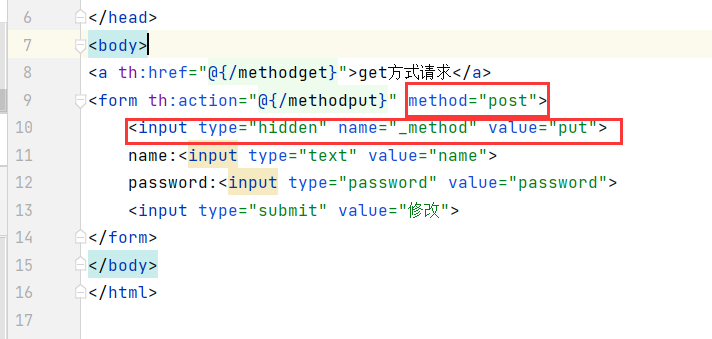 6 </head>
7 <body>
8 <a th:href="@{/methodget}">get方式请求</a>
9 <form th:action="@{/methodput}" method="post">
10 <input type="hidden" name="_method" value="put">
11 name:<input type="text" value="name">
12 password:<input type="password" value="password">
13 <input type="submit" value="修改">
14 </form>
15 </body>
16 </html>
17